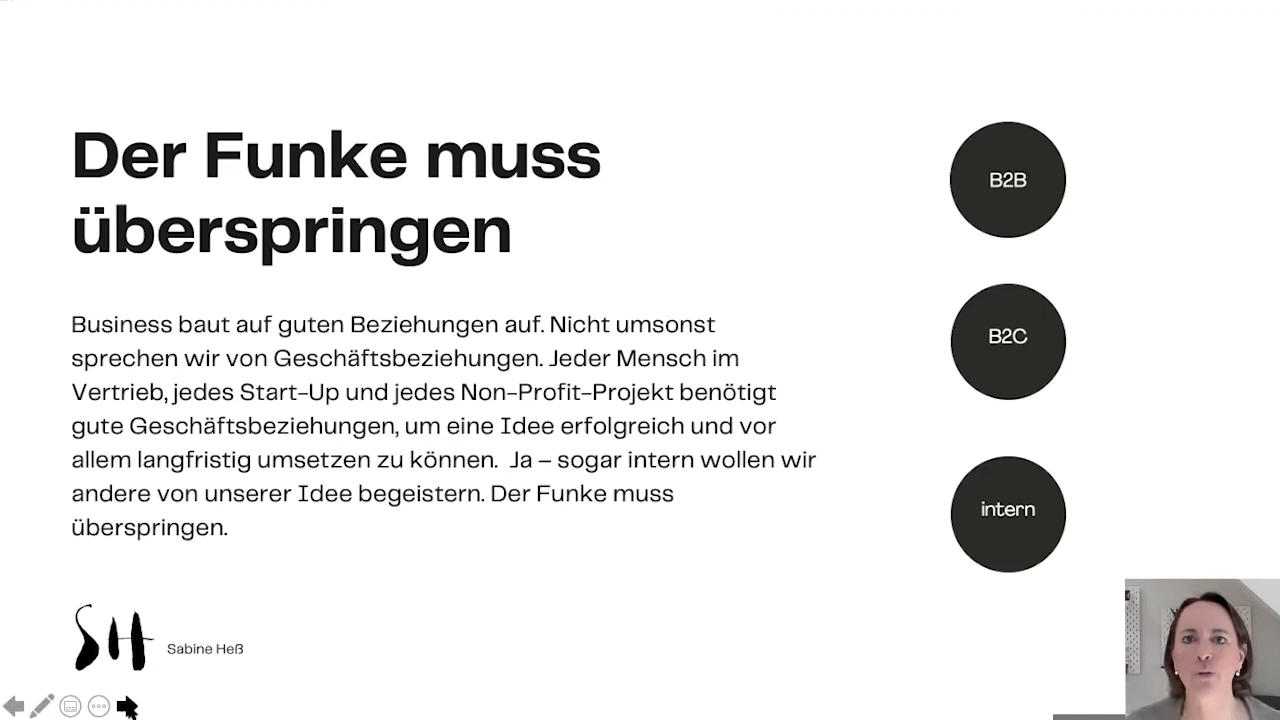 Der Funke muss
überspringen
Business baut auf guten Beziehungen auf. Nicht umsonst
sprechen wir von Geschäftsbeziehungen. Jeder Mensch im
Vertrieb, jedes Start-Up und jedes Non-Profit-Projekt benötigt
gute Geschäftsbeziehungen, um eine Idee erfolgreich und vor
allem langfristig umsetzen zu können.  Ja – sogar intern wollen wir
andere von unserer Idee begeistern. Der Funke muss
überspringen.
B2B
B2C
intern
SH
Sabine Heß